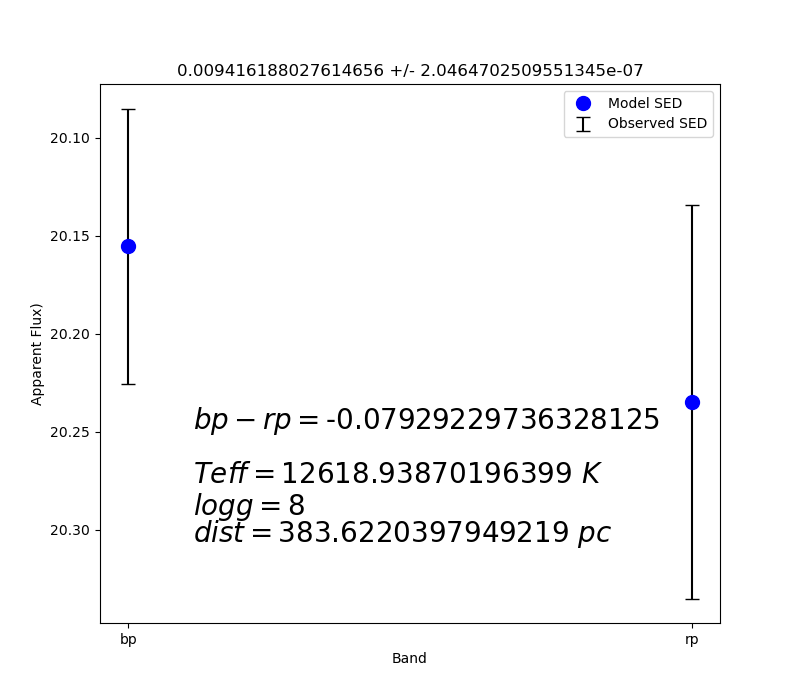 0.009416188027614656 +/- 2.0464702509551345e-07
Model SED
Observed SED
20.10
20.15
20.20
20.25
20.30
Apparent Flux)
bp − rp = -0.07929229736328125
Teff = 12618.93870196399 K
logg = 8
dist = 383.6220397949219 pc
bp
rp
Band